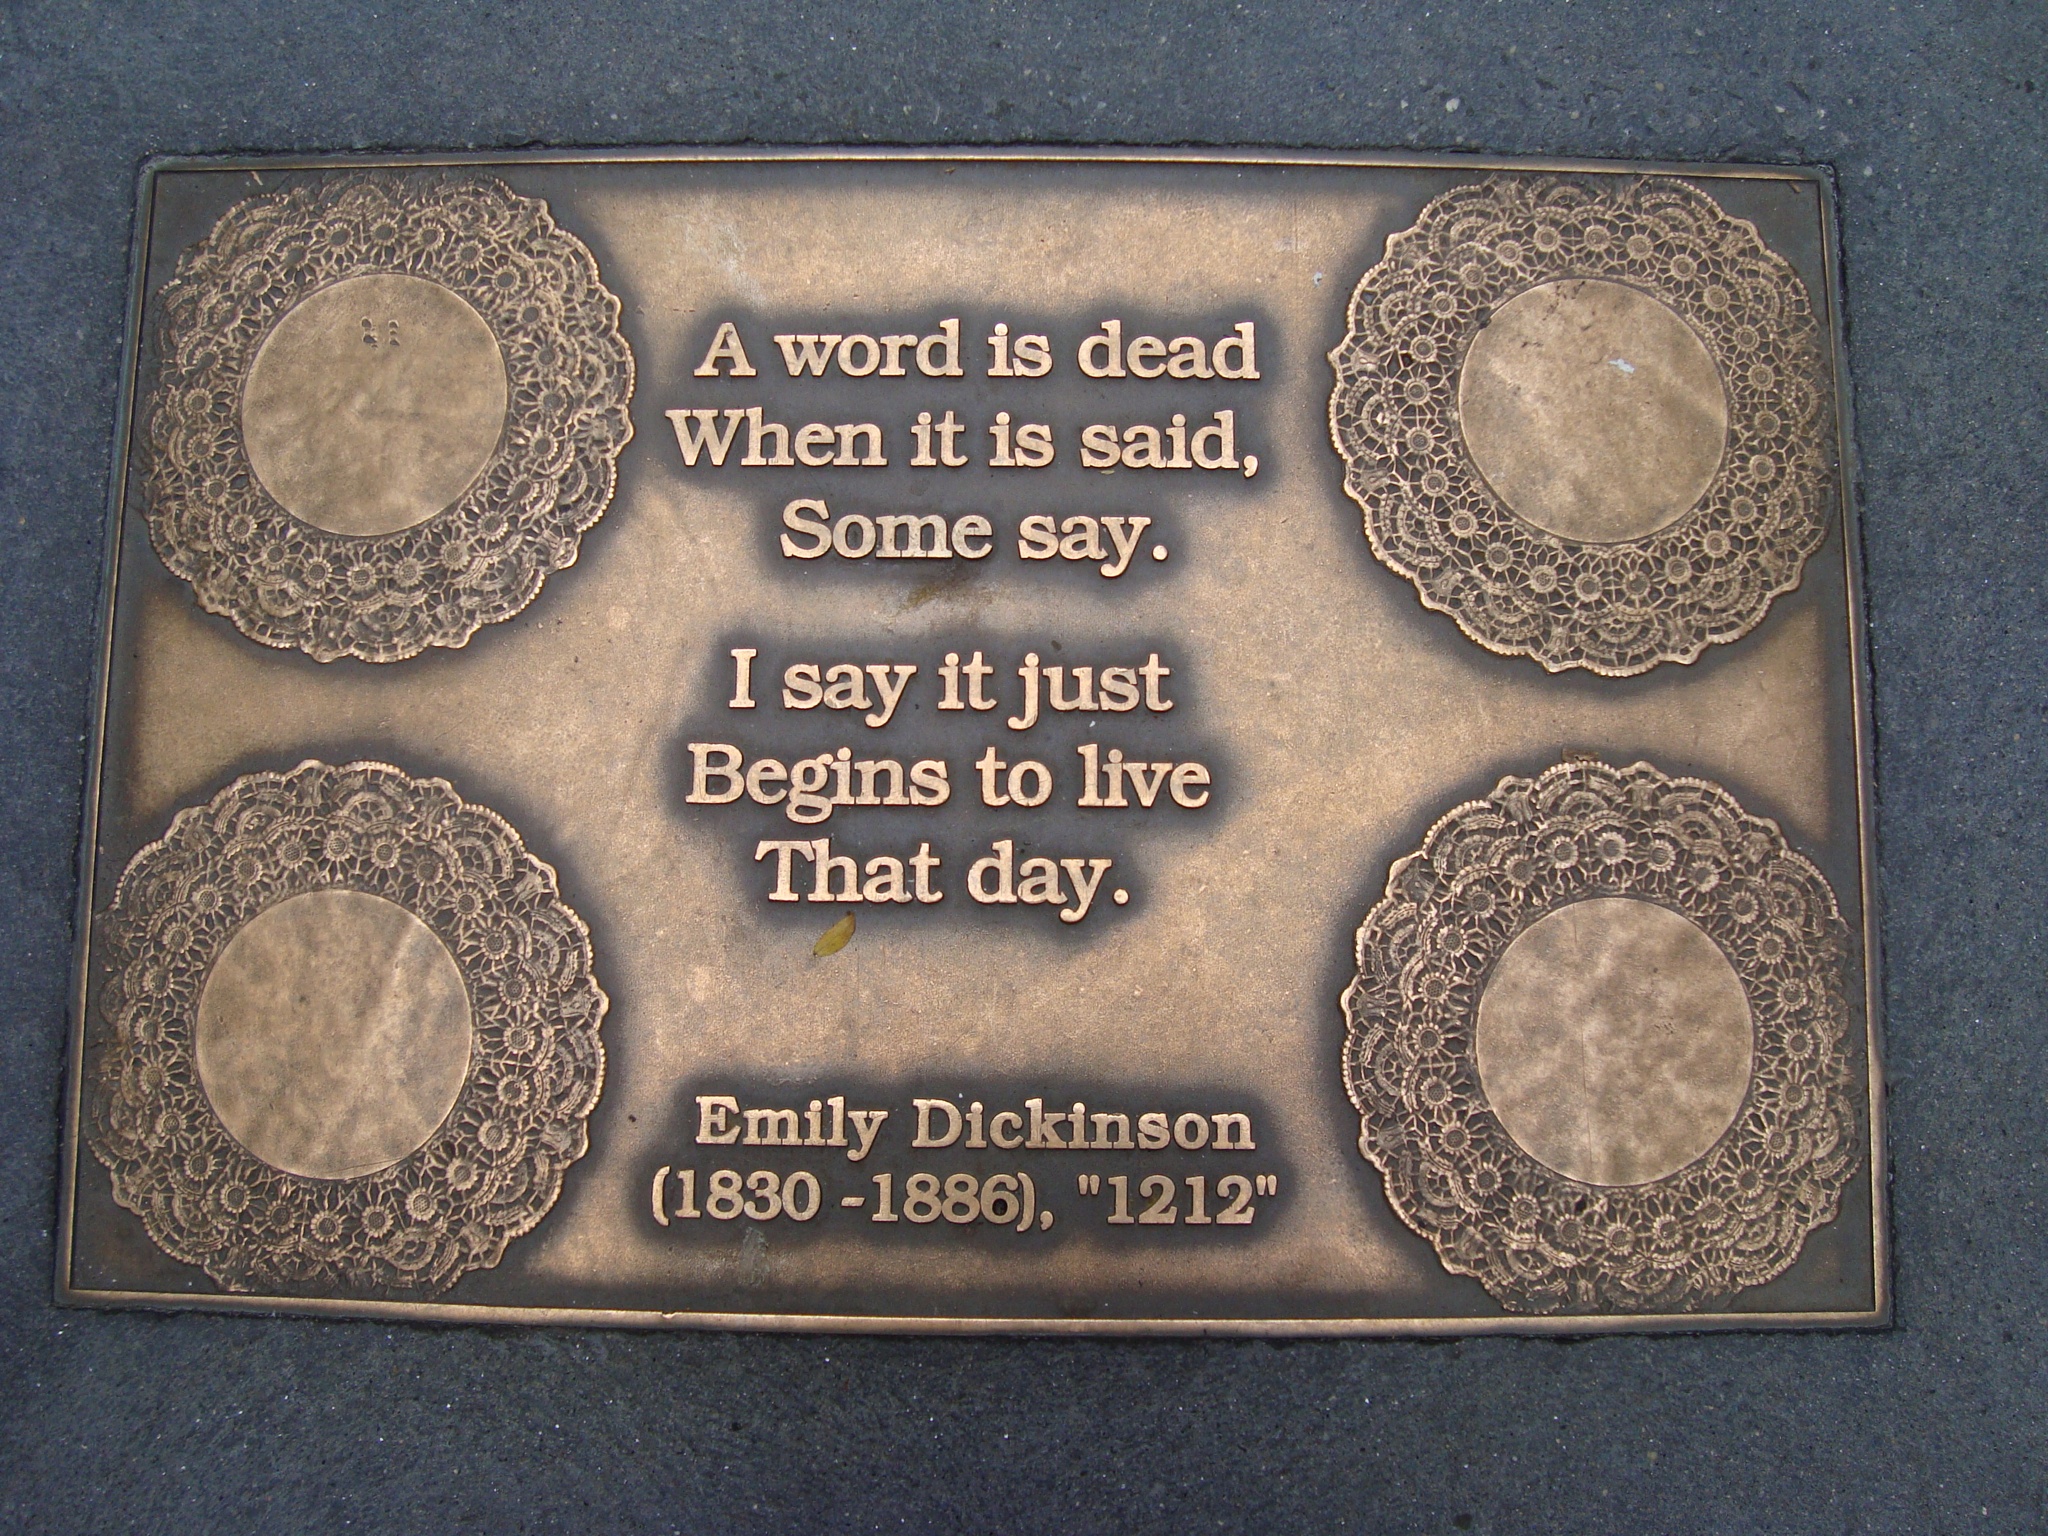 A word is dead
When it is said,
Some say.
I say it just
Begins to live
That day.
Emily Dickinson
(1830 -1886), "1212"